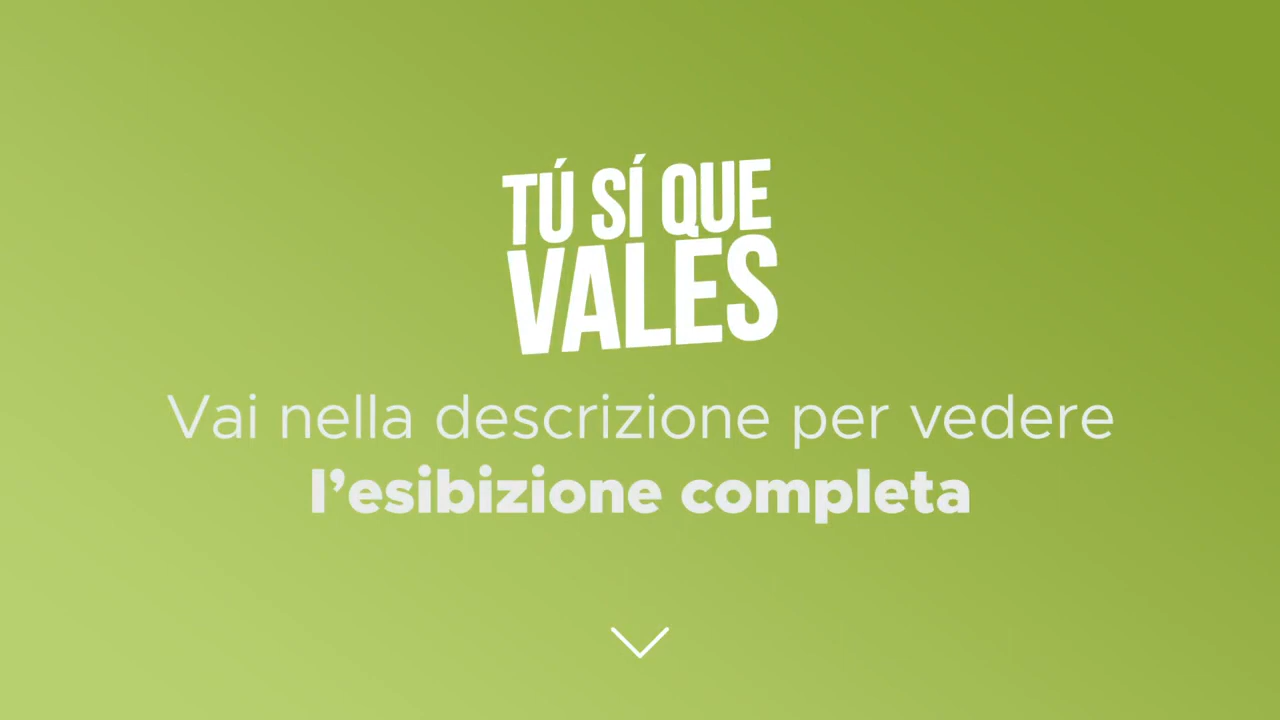 TÚ SÍ QUE
VALES
Vai nella descrizione per vedere
l’esibizione completa